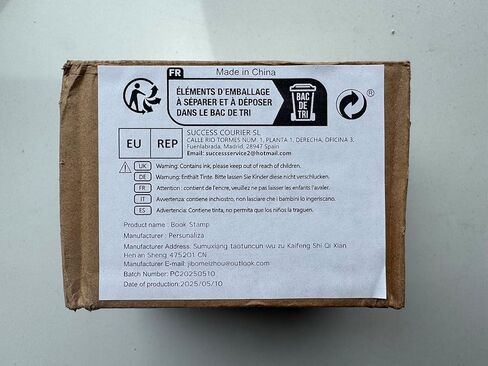 FR
Made in China
ÉLÉMENTS D'EMBALLAGE
À SÉPARER ET À DÉPOSER
DANS LE BAC DE TRI
BAC
DE
TRI
®
EU REP
SUCCESS COURIER SL
CALLE RIO TORMES NUM. 1, PLANTA 1, DERECHA, OFICINA 3,
Fuenlabrada, Madrid, 28947 Spain
Email: successservice2@hotmail.com
UK Warning: Contains ink, please keep out of reach of children.
DE Warnung: Enthält Tinte. Bitte lassen Sie Kinder diese nicht verschlucken.
FR Attention : contient de l'encre, veuillez ne pas laisser les enfants l'avaler.
IT Avvertenza: contiene inchiostro, non lasciare che i bambini lo ingeriscano.
ES Advertencia: Contiene tinta, no permita que los niños la traguen.
Product name : Book Stamp
Manufacturer : Persunaliza
Manufacturer Address: Sumuxiang taotuncun wu zu Kaifeng Shi Qi Xian
Henan Sheng 475201 CN
Manufacturer E-mail: jibomeizhou@outlook.com
Batch Number: PC20250510
Date of production:2025/05/10